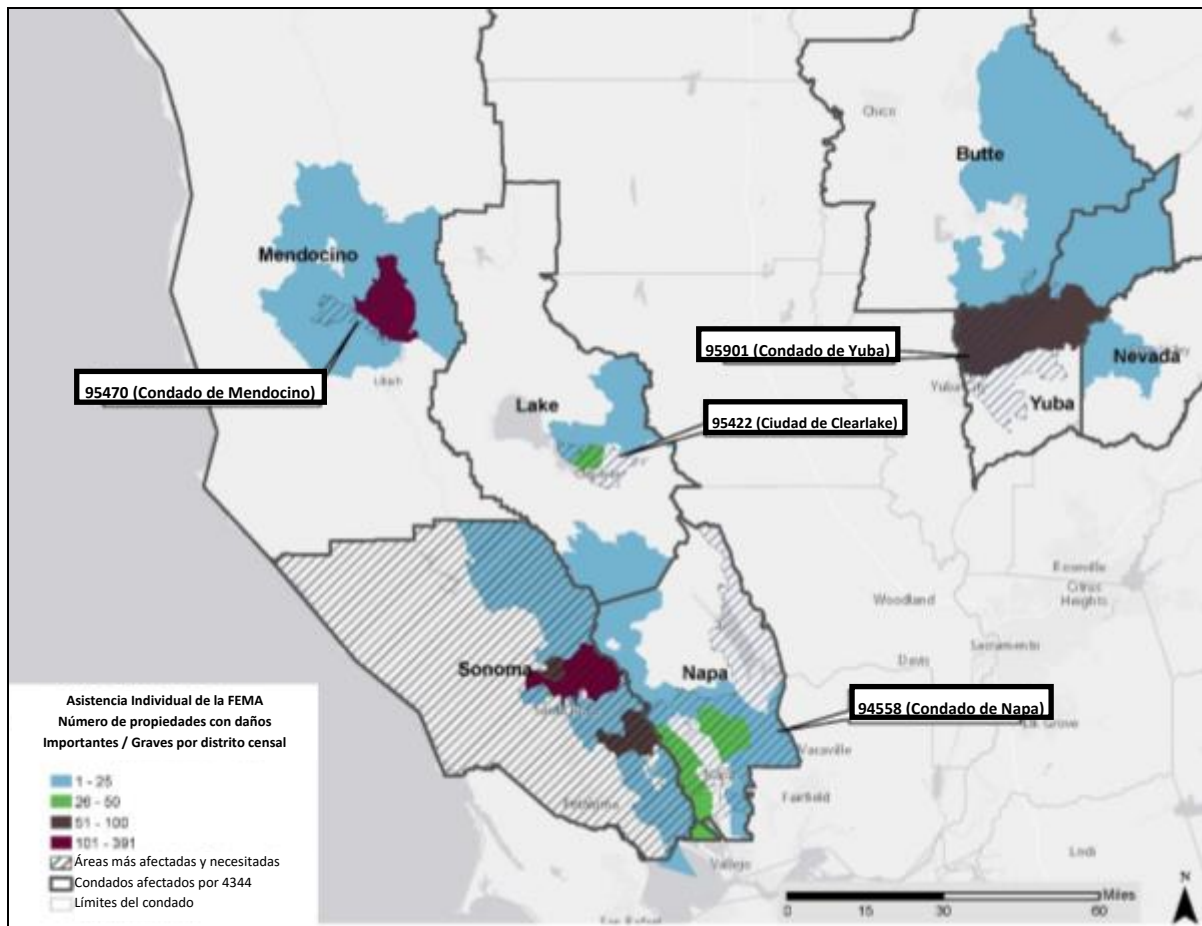 Chico
Butte
Mendocino
95901 (Condado de Yuba)
Nevada
95470 (Condado de Mendocino)
Ukiah
Yuba City
Yuba
Lake
95422 (Ciudad de Clearlake)
Roseville
Citrus
Heights
Woodland
Sacramento
Davis
Sonoma
Napa
94558 (Condado de Napa)
Elk Grove
Vacaville
Fairfield
Vallejo
Lodi
San Rafael
Asistencia Individual de la FEMA
Número de propiedades con daños
Importantes / Graves por distrito censal
1 - 25
26 - 50
51 - 100
101 - 391
Áreas más afectadas y necesitadas
Condados afectados por 4344
Límites del condado
Miles
0 15 30 60
N